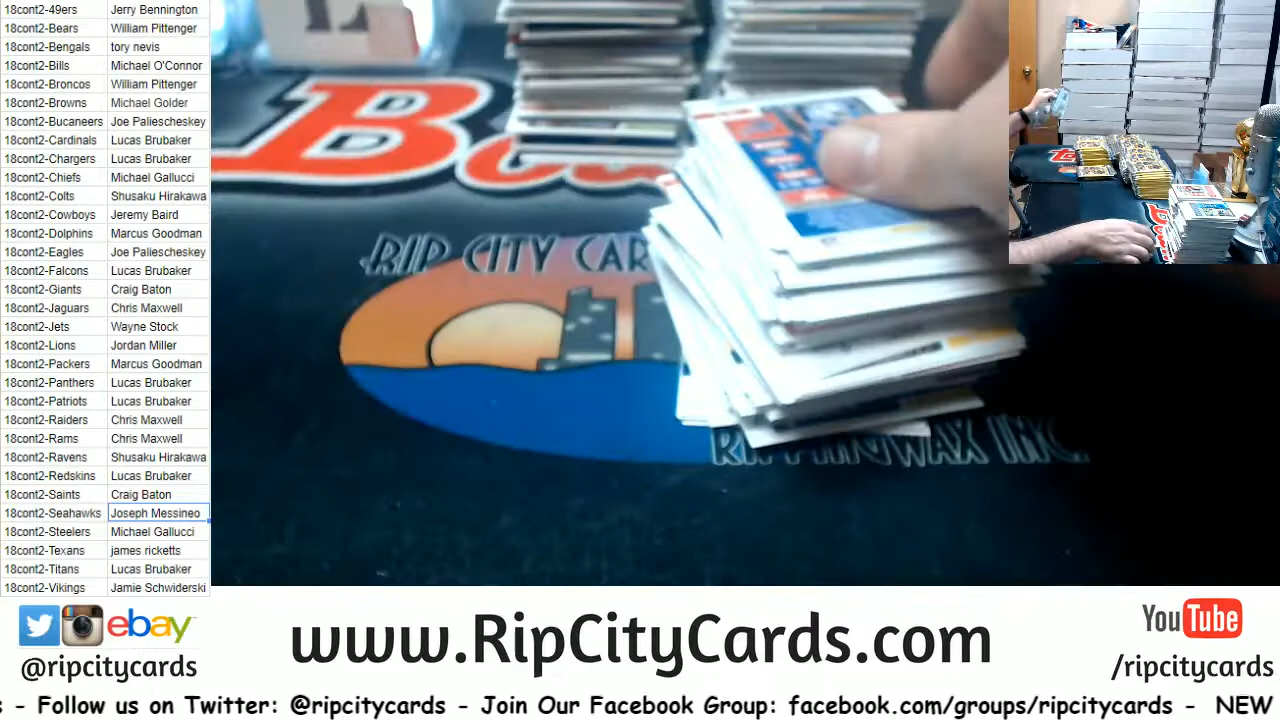 18cont2-49ers Jerry Bennington
18cont2-Bears William Pittenger
18cont2-Bengals tory nevis
18cont2-Bills Michael O'Connor
18cont2-Broncos William Pittenger
18cont2-Browns Michael Golder
18cont2-Bucaneers Joe Paliescheskey
18cont2-Cardinals Lucas Brubaker
18cont2-Chargers Lucas Brubaker
18cont2-Chiefs Michael Gallucci
18cont2-Colts Shusaku Hirakawa
18cont2-Cowboys Jeremy Baird
18cont2-Dolphins Marcus Goodman
18cont2-Eagles Joe Paliescheskey
18cont2-Falcons Lucas Brubaker
18cont2-Giants Craig Baton
18cont2-Jaguars Chris Maxwell
18cont2-Jets Wayne Stock
18cont2-Lions Jordan Miller
18cont2-Packers Marcus Goodman
18cont2-Panthers Lucas Brubaker
18cont2-Patriots Lucas Brubaker
18cont2-Raiders Chris Maxwell
18cont2-Rams Chris Maxwell
18cont2-Ravens Shusaku Hirakawa
18cont2-Redskins Lucas Brubaker
18cont2-Saints Craig Baton
18cont2-Seahawks Joseph Messineo
18cont2-Steelers Michael Gallucci
18cont2-Texans james ricketts
18cont2-Titans Lucas Brubaker
18cont2-Vikings Jamie Schwiderski
RIP CITY CAR
RIPPINGWAX INC.
ebay
@ripcitycards
www.RipCityCards.com
YouTube
/ripcitycards
s - Follow us on Twitter: @ripcitycards - Join Our Facebook Group: facebook.com/groups/ripcitycards - NEW